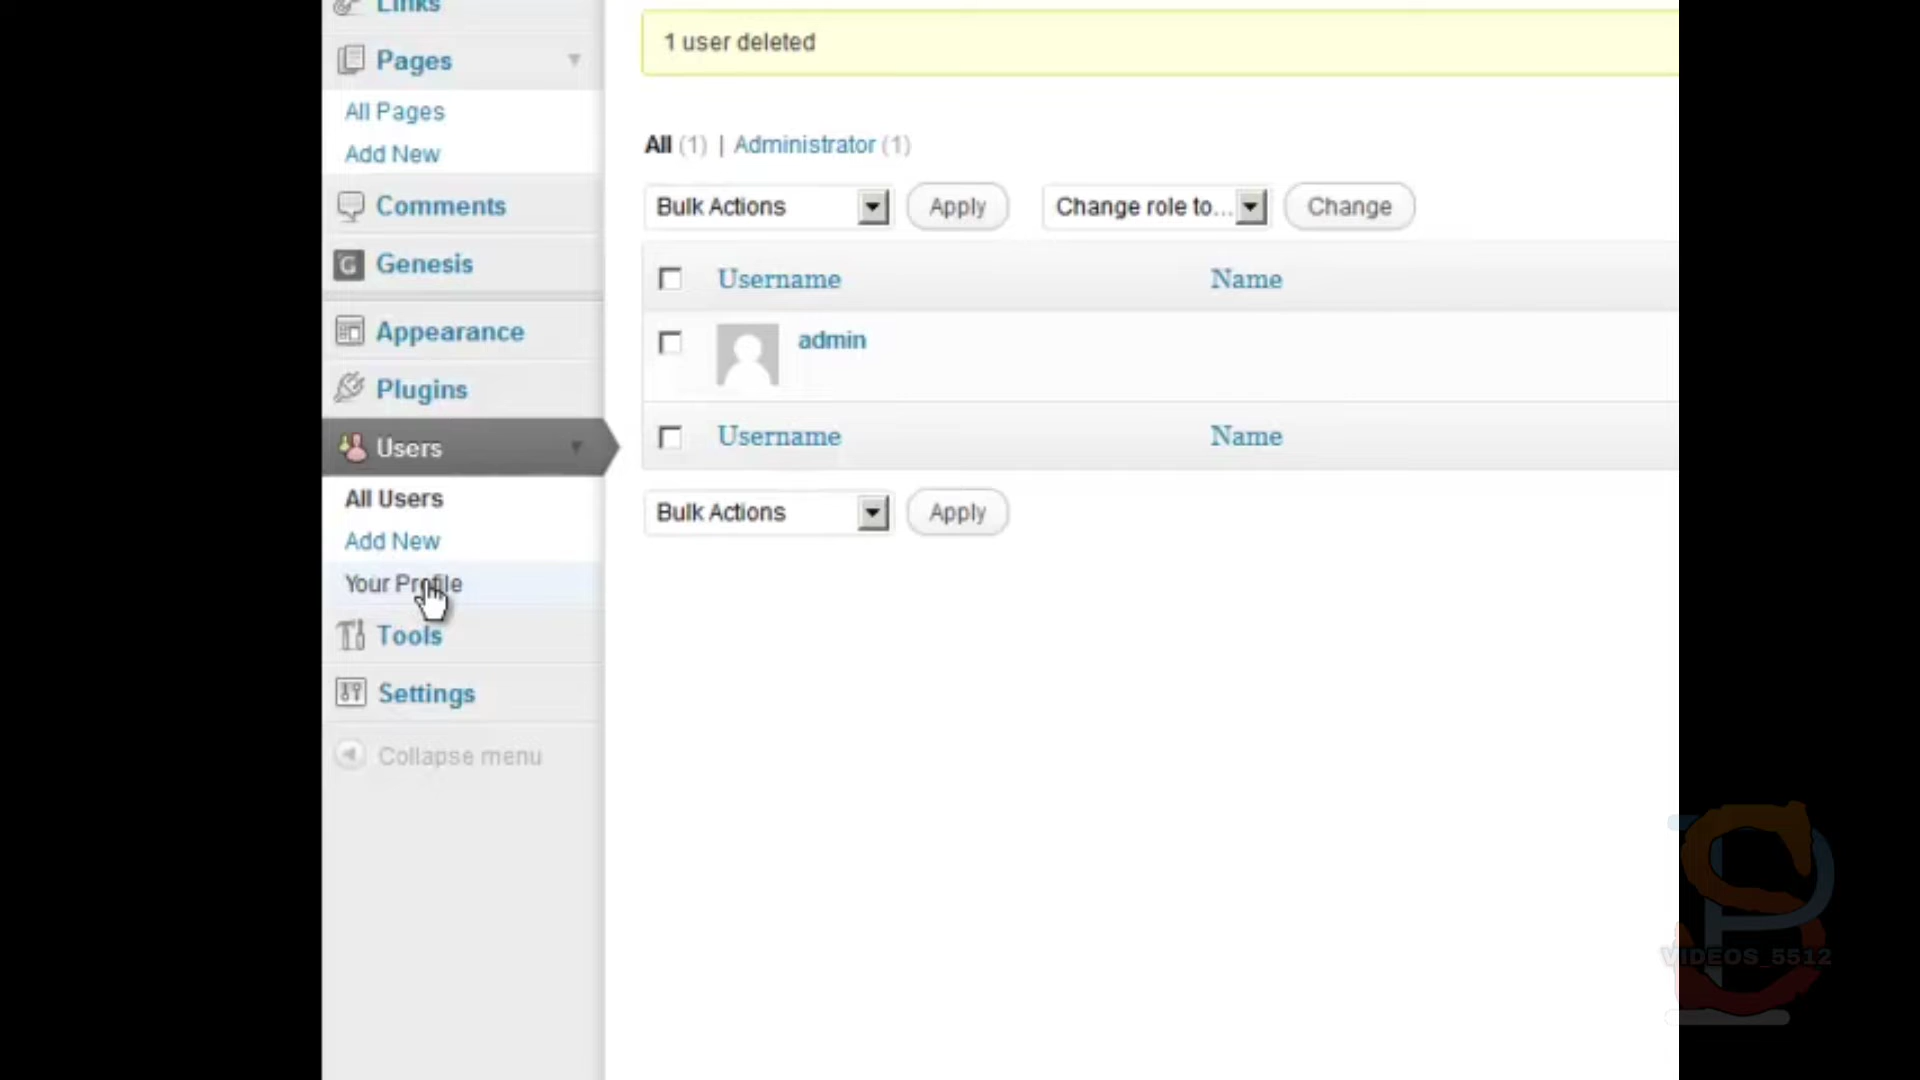 Links
Pages
All Pages
Add New
Comments
G Genesis
Appearance
Plugins
Users
All Users
Add New
Your Profile
Tools
Settings
Collapse menu
1 user deleted
All (1) | Administrator (1)
Bulk Actions Apply Change role to... Change
Username Name
admin
Username Name
Bulk Actions Apply
VIDEOS_5512